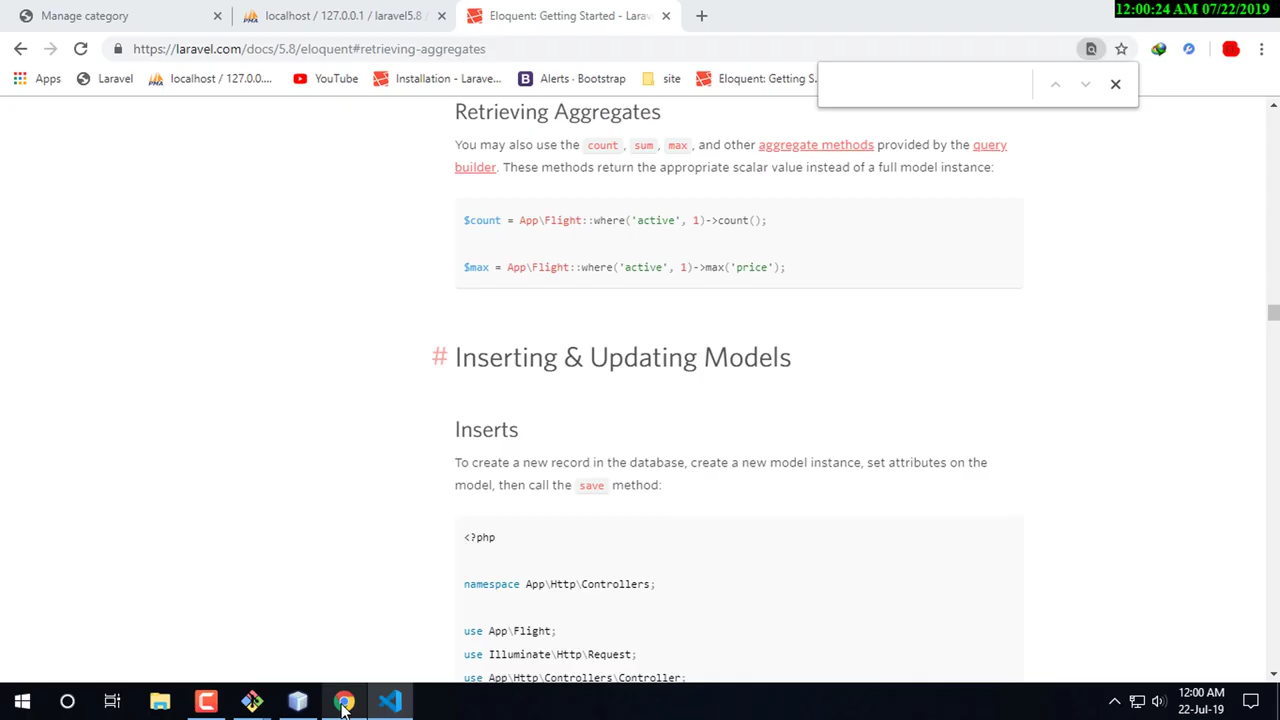 Manage category
localhost / 127.0.0.1 / laravel5.8
Eloquent: Getting Started - Larav
12:00:24 AM 07/22/2019
https://laravel.com/docs/5.8/eloquent#retrieving-aggregates
Apps
Laravel
localhost / 127.0.0....
YouTube
Installation - Larave...
Alerts · Bootstrap
site
Eloquent: Getting S...
Retrieving Aggregates
You may also use the count, sum, max, and other aggregate methods provided by the query
builder. These methods return the appropriate scalar value instead of a full model instance:
$count = App\Flight::where('active', 1)->count();
$max = App\Flight::where('active', 1)->max('price');
# Inserting & Updating Models
Inserts
To create a new record in the database, create a new model instance, set attributes on the
model, then call the save method:
<?php
namespace App\Http\Controllers;
use App\Flight;
use Illuminate\Http\Request;
use App\Http\Controllers\Controller;
12:00 AM
22-Jul-19